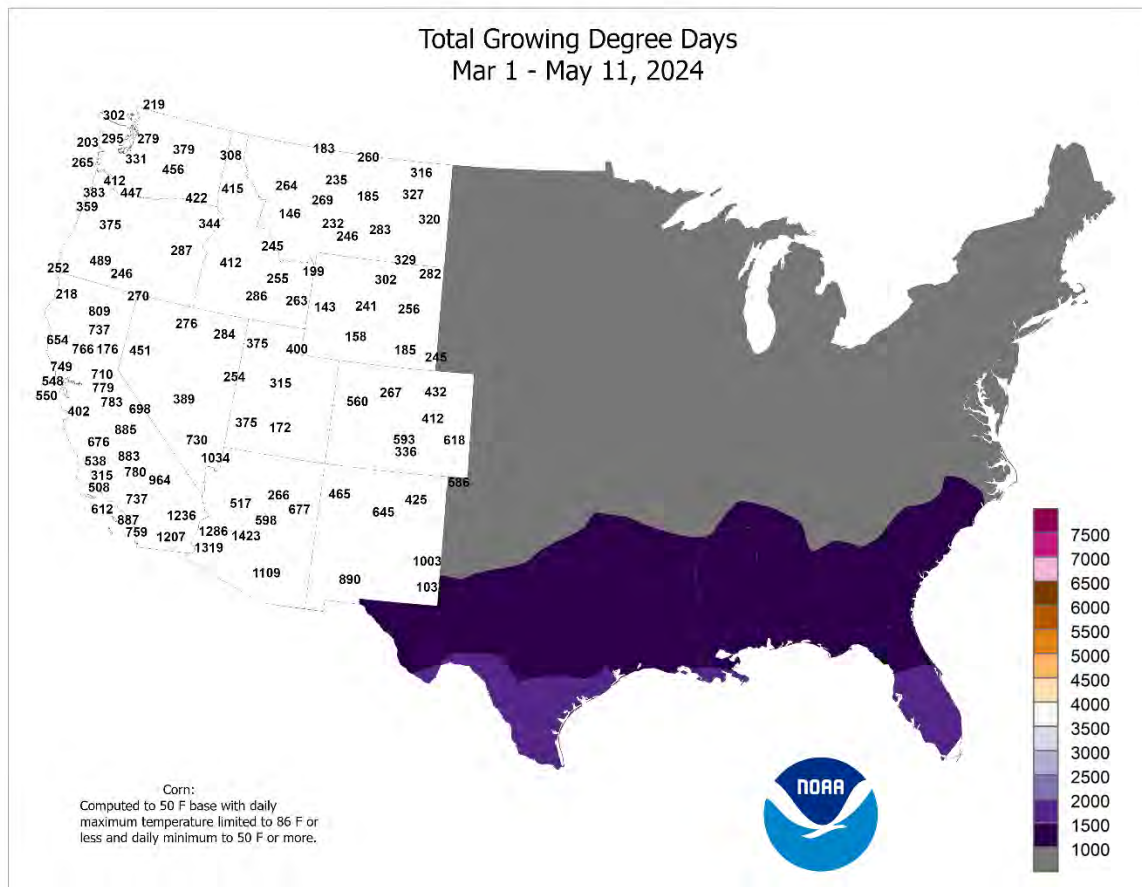 Total Growing Degree Days
Mar 1 - May 11, 2024
219
302
203 295 279
379
183
260
265 331 308
316
456
412
264 235
383 447 415 185 327
422
269
359
146
320
375 344 232
283
246
287 245
412 329
489
199
252 246 255 302 282
218 270 286 263 143 241 256
809
276
737 284
654 375 158
766 176 451 400 185
245
749 710 254 315
548 779 267 432
550 783 389 560
402 698
412
885 375 172
676 730 593 618
883 336
538 1034
315 780 964
508 586
266 465
737 517 425
612 677
645
887 1236 598
759 1207 1286 1423
1319
1003
1109 890 103
7500
7000
6500
6000
5500
5000
4500
4000
3500
3000
2500
2000
1500
1000
NOAA
Corn:
Computed to 50 F base with daily
maximum temperature limited to 86 F or
less and daily minimum to 50 F or more.